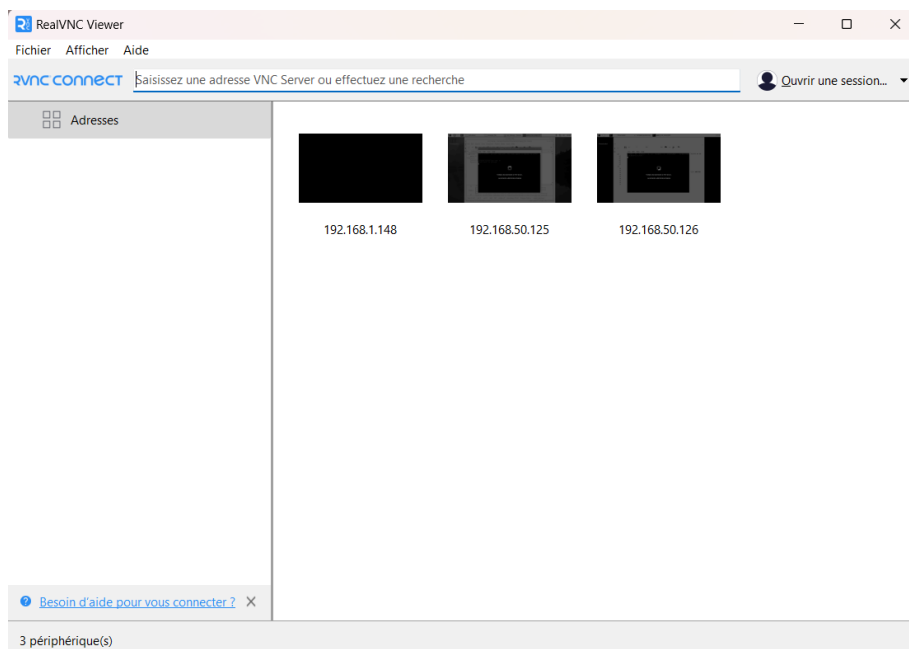 RealVNC Viewer
Fichier Afficher Aide
RVNC CONNECT Saisissez une adresse VNC Server ou effectuez une recherche Ouvrir une session...
Adresses
192.168.1.148 192.168.50.125 192.168.50.126
Besoin d'aide pour vous connecter ?
3 périphérique(s)